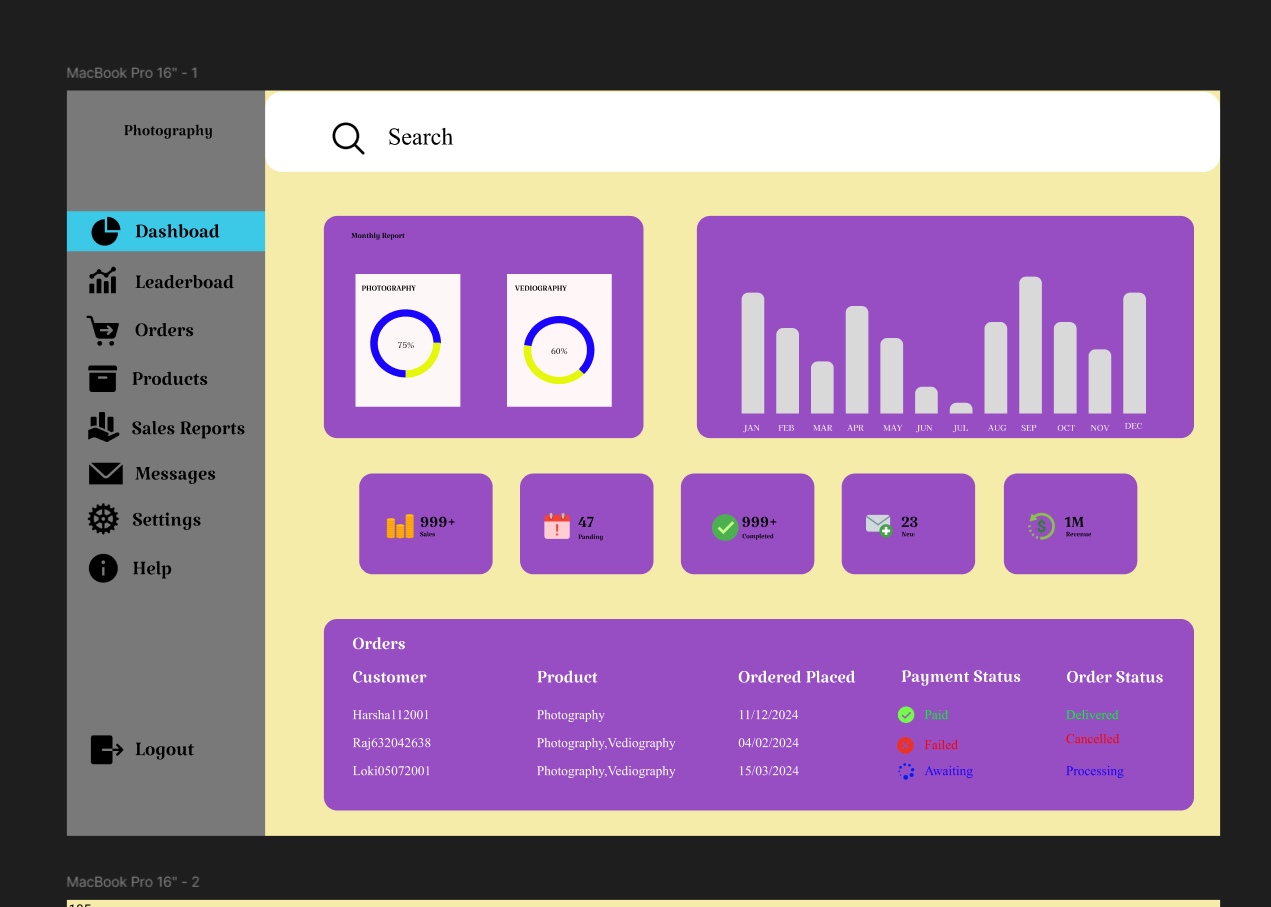 MacBook Pro 16" - 1
Photography
Search
Dashboad
Leaderboad
Orders
Products
Sales Reports
Messages
Settings
Help
Logout
Monthly Report
PHOTOGRAPHY
75%
VEDIOGRAPHY
60%
JAN FEB MAR APR MAY JUN JUL AUG SEP OCT NOV DEC
999+
Sales
47
Panding
999+
Completed
23
New
1M
Revenue
Orders
Customer Product Ordered Placed Payment Status Order Status
Harsha112001 Photography 11/12/2024 Paid Delivered
Raj632042638 Photography,Vediography 04/02/2024 Failed Cancelled
Loki05072001 Photography,Vediography 15/03/2024 Awaiting Processing
MacBook Pro 16" - 2